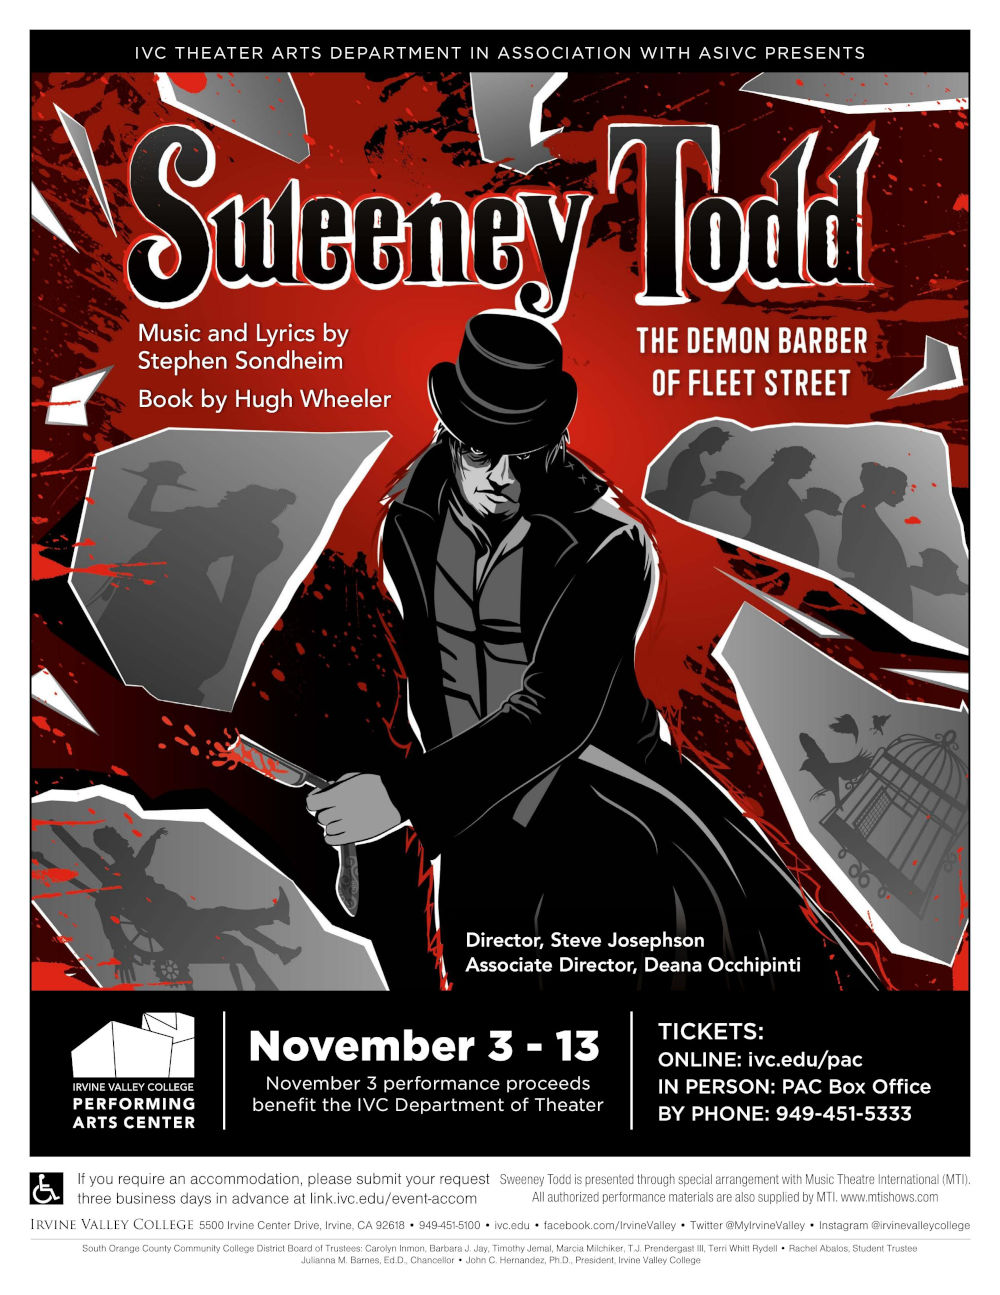 IVC THEATER ARTS DEPARTMENT IN ASSOCIATION WITH ASIVC PRESENTS
Sweeney Todd
THE DEMON BARBER
OF FLEET STREET
Music and Lyrics by
Stephen Sondheim
Book by Hugh Wheeler
Director, Steve Josephson
Associate Director, Deana Occhipinti
IRVINE VALLEY COLLEGE
PERFORMING
ARTS CENTER
November 3 - 13
November 3 performance proceeds
benefit the IVC Department of Theater
TICKETS:
ONLINE: ivc.edu/pac
IN PERSON: PAC Box Office
BY PHONE: 949-451-5333
If you require an accommodation, please submit your request
three business days in advance at link.ivc.edu/event-accom
Sweeney Todd is presented through special arrangement with Music Theatre International (MTI).
All authorized performance materials are also supplied by MTI. www.mtishows.com
IRVINE VALLEY COLLEGE 5500 Irvine Center Drive, Irvine, CA 92618 • 949-451-5100 • ivc.edu • facebook.com/IrvineValley • Twitter @MyIrvineValley • Instagram @irvinevalleycollege
South Orange County Community College District Board of Trustees: Carolyn Inmon, Barbara J. Jay, Timothy Jemal, Marcia Milchiker, T.J. Prendergast III, Terri Whitt Rydell • Rachel Abalos, Student Trustee
Julianna M. Barnes, Ed.D., Chancellor • John C. Hernandez, Ph.D., President, Irvine Valley College